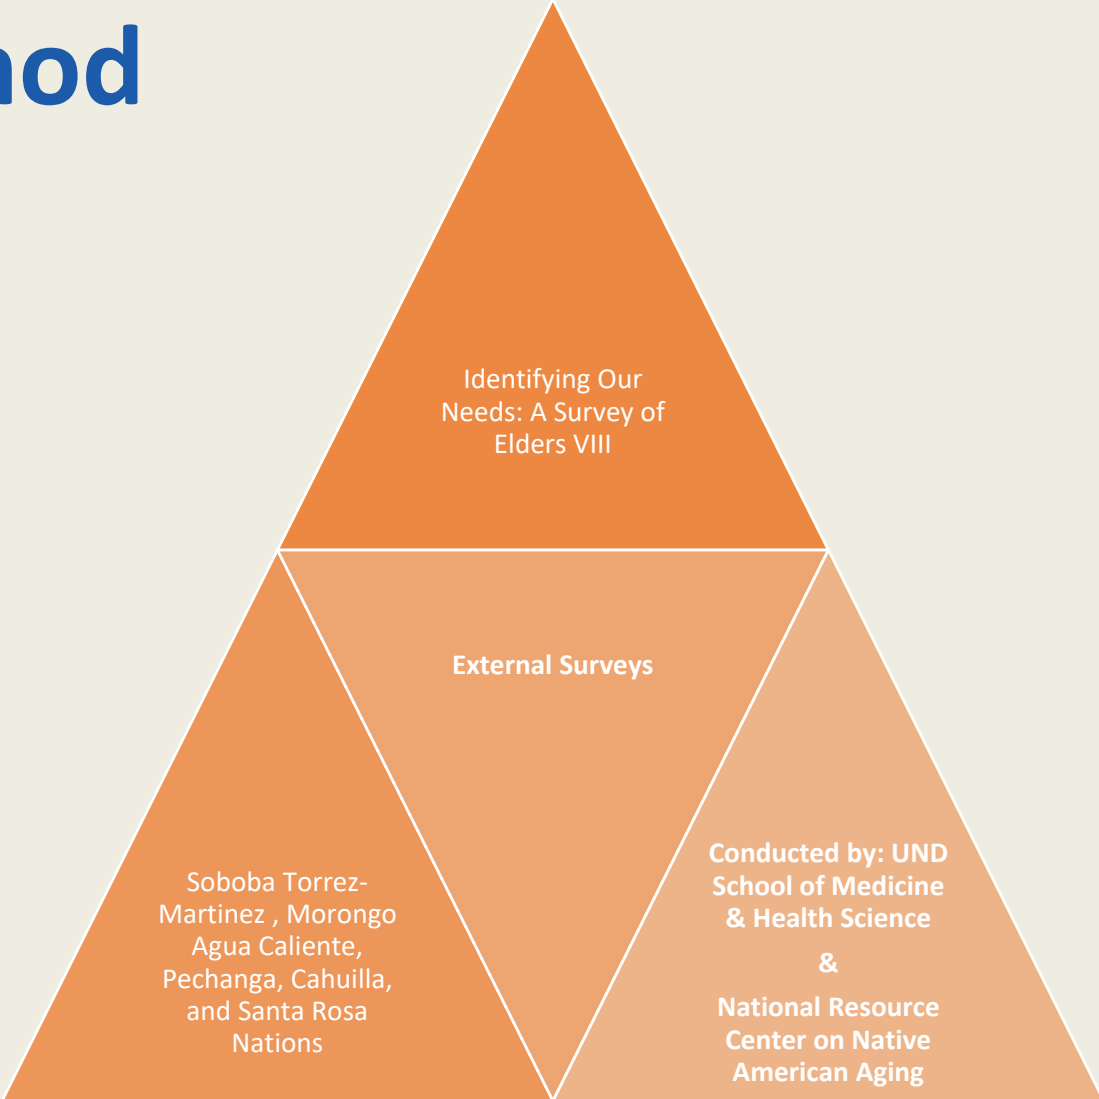 hod
Identifying Our
Needs: A Survey of
Elders VIII
External Surveys
Soboba Torrez-
Martinez , Morongo
Agua Caliente,
Pechanga, Cahuilla,
and Santa Rosa
Nations
Conducted by: UND
School of Medicine
& Health Science
&
National Resource
Center on Native
American Aging